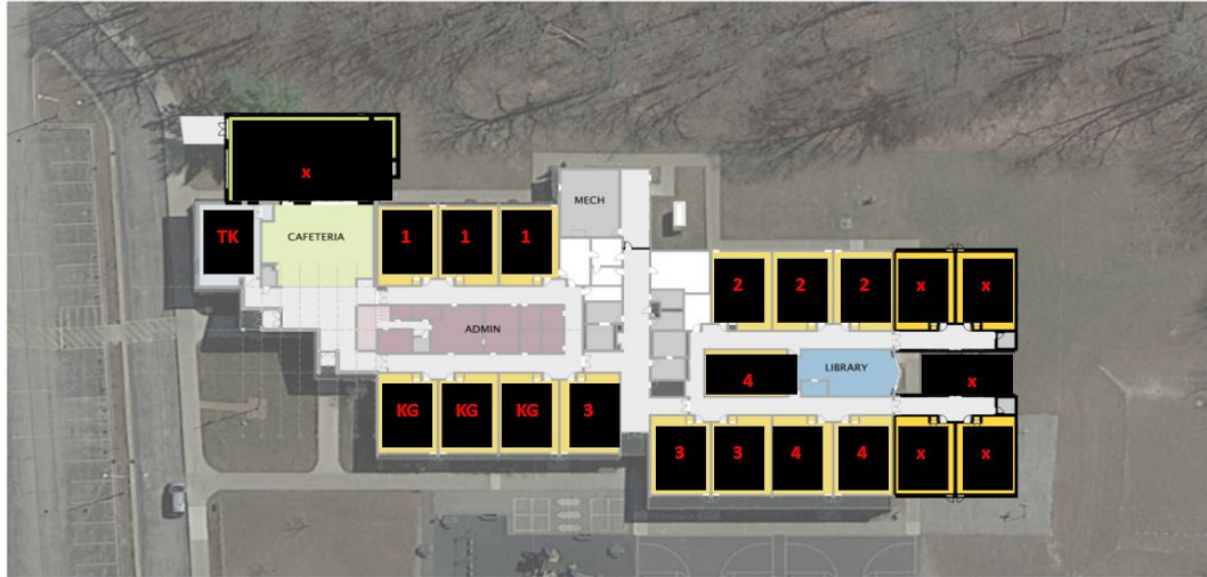 x
MECH
TK
CAFETERIA
1 1 1
2 2 2 x x
ADMIN
LIBRARY
4
x
KG KG KG 3
3 3 4 4 x x